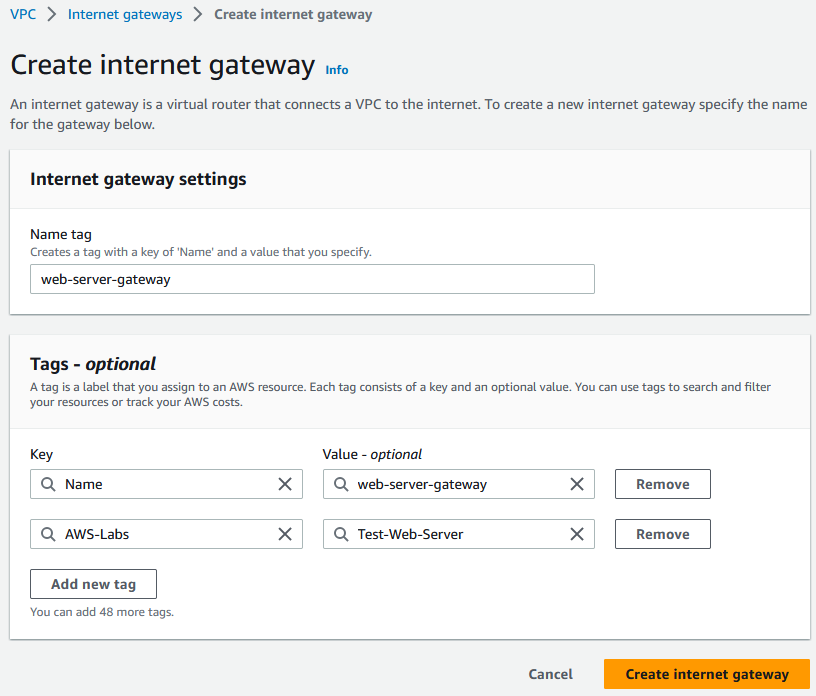 VPC > Internet gateways > Create internet gateway
Create internet gateway Info
An internet gateway is a virtual router that connects a VPC to the internet. To create a new internet gateway specify the name
for the gateway below.
Internet gateway settings
Name tag
Creates a tag with a key of 'Name' and a value that you specify.
web-server-gateway
Tags - optional
A tag is a label that you assign to an AWS resource. Each tag consists of a key and an optional value. You can use tags to search and filter
your resources or track your AWS costs.
Key Value - optional
Name web-server-gateway Remove
AWS-Labs Test-Web-Server Remove
Add new tag
You can add 48 more tags.
Cancel Create internet gateway